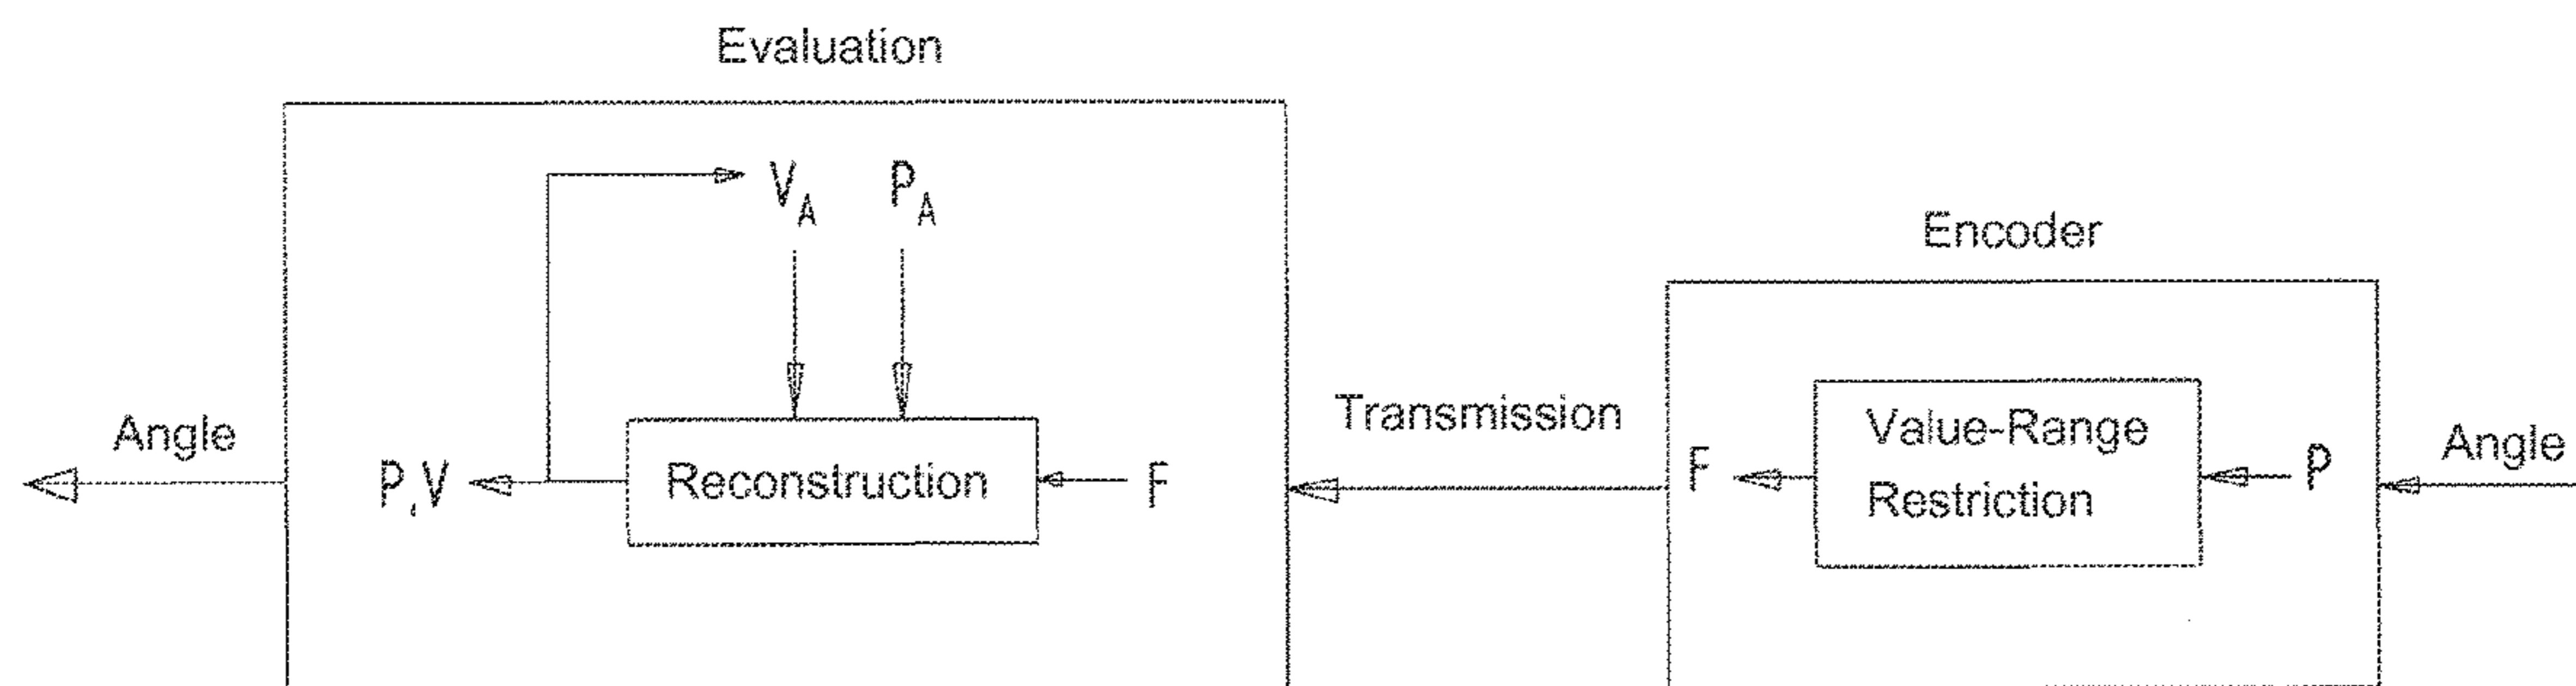 Evaluation
V_A P_A
Encoder
Angle
P,V
Reconstruction
F
Transmission
F
Value-Range
Restriction
P
Angle